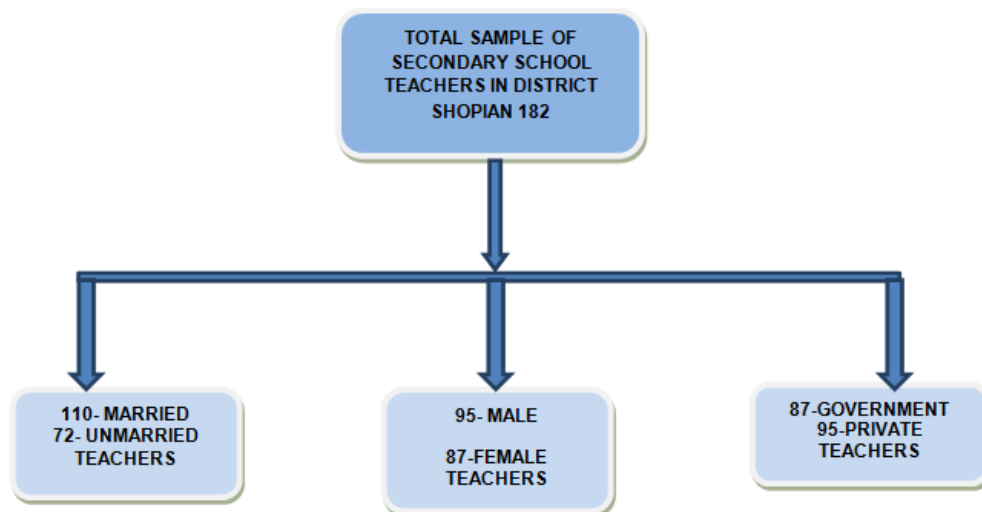 TOTAL SAMPLE OF
SECONDARY SCHOOL
TEACHERS IN DISTRICT
SHOPIAN 182
110- MARRIED
72- UNMARRIED
TEACHERS
95- MALE
87-FEMALE
TEACHERS
87-GOVERNMENT
95-PRIVATE
TEACHERS